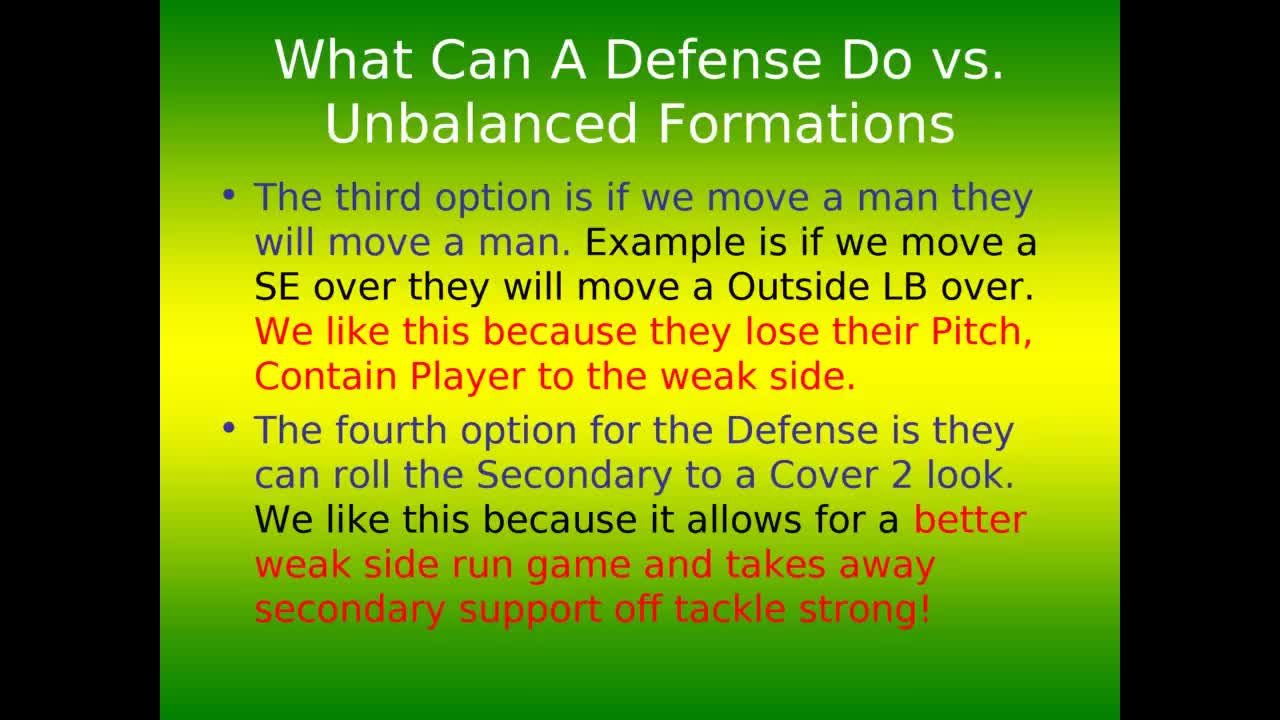 What Can A Defense Do vs.
Unbalanced Formations
• The third option is if we move a man they
will move a man. Example is if we move a
SE over they will move a Outside LB over.
We like this because they lose their Pitch,
Contain Player to the weak side.
• The fourth option for the Defense is they
can roll the Secondary to a Cover 2 look.
We like this because it allows for a better
weak side run game and takes away
secondary support off tackle strong!